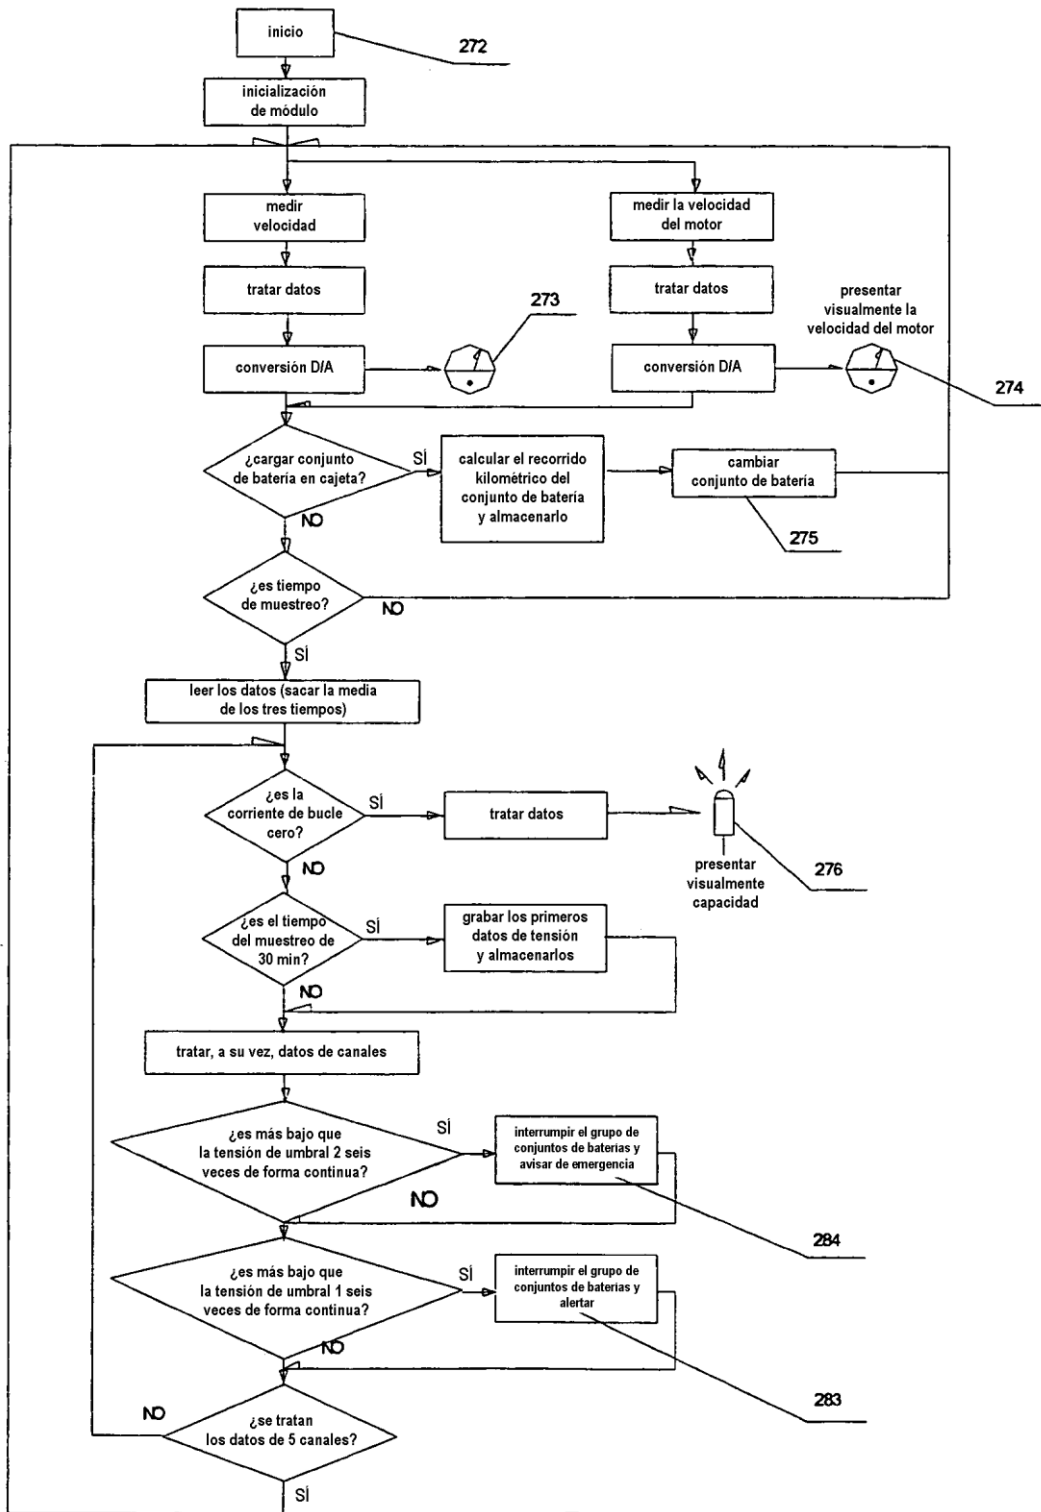 inicio
272
inicialización
de módulo
medir
velocidad
medir la velocidad
del motor
tratar datos
tratar datos
273
presentar
visualmente la
velocidad del motor
conversión D/A
conversión D/A
274
¿cargar conjunto
de batería en cajeta?
SÍ
calcular el recorrido
kilométrico del
conjunto de batería
y almacenarlo
cambiar
conjunto de batería
NO
275
¿es tiempo
de muestreo?
NO
SÍ
leer los datos (sacar la media
de los tres tiempos)
¿es la
corriente de bucle
cero?
SÍ
tratar datos
NO
presentar
visualmente
capacidad
276
¿es el tiempo
del muestreo de
30 min?
SÍ
grabar los primeros
datos de tensión
y almacenarlos
NO
tratar, a su vez, datos de canales
¿es más bajo que
la tensión de umbral 2 seis
veces de forma continua?
SÍ
interrumpir el grupo de
conjuntos de baterías y
avisar de emergencia
NO
284
¿es más bajo que
la tensión de umbral 1 seis
veces de forma continua?
SÍ
interrumpir el grupo de
conjuntos de baterías y
alertar
NO
283
NO
¿se tratan
los datos de 5 canales?
SÍ